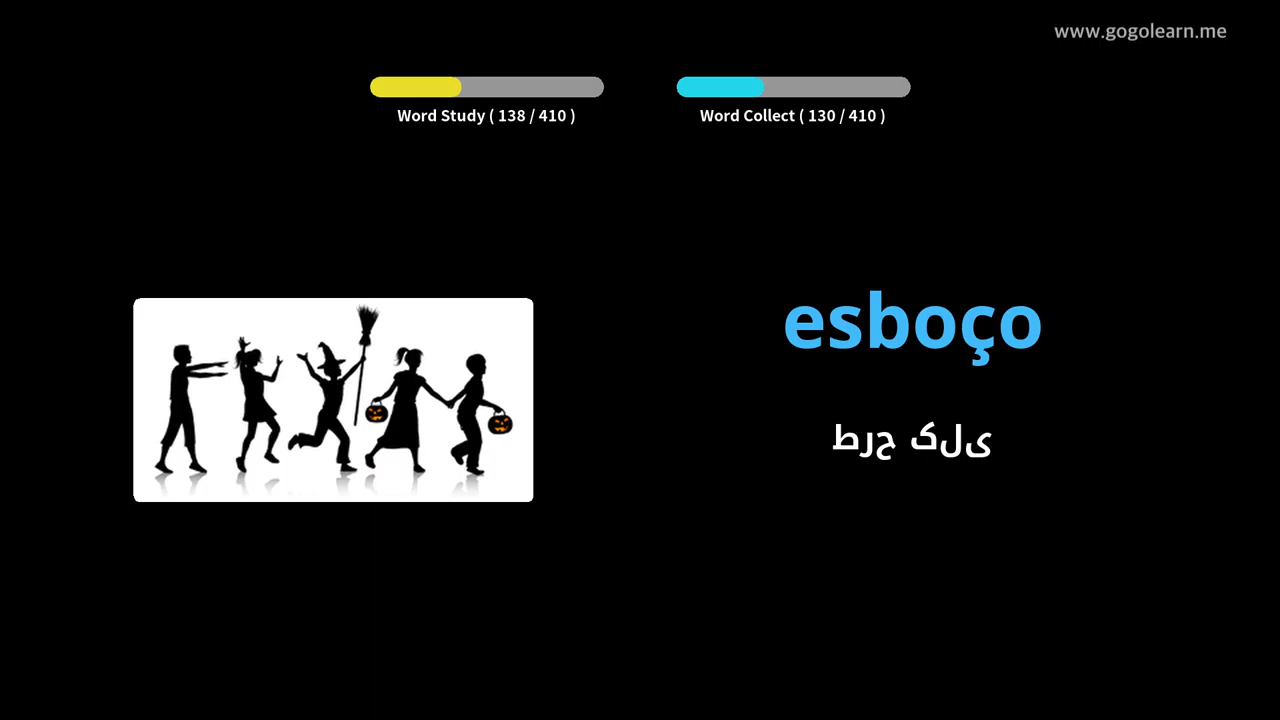 www.gogolearn.me
Word Study ( 138 / 410 )
Word Collect ( 130 / 410 )
esboço
طرح کلی